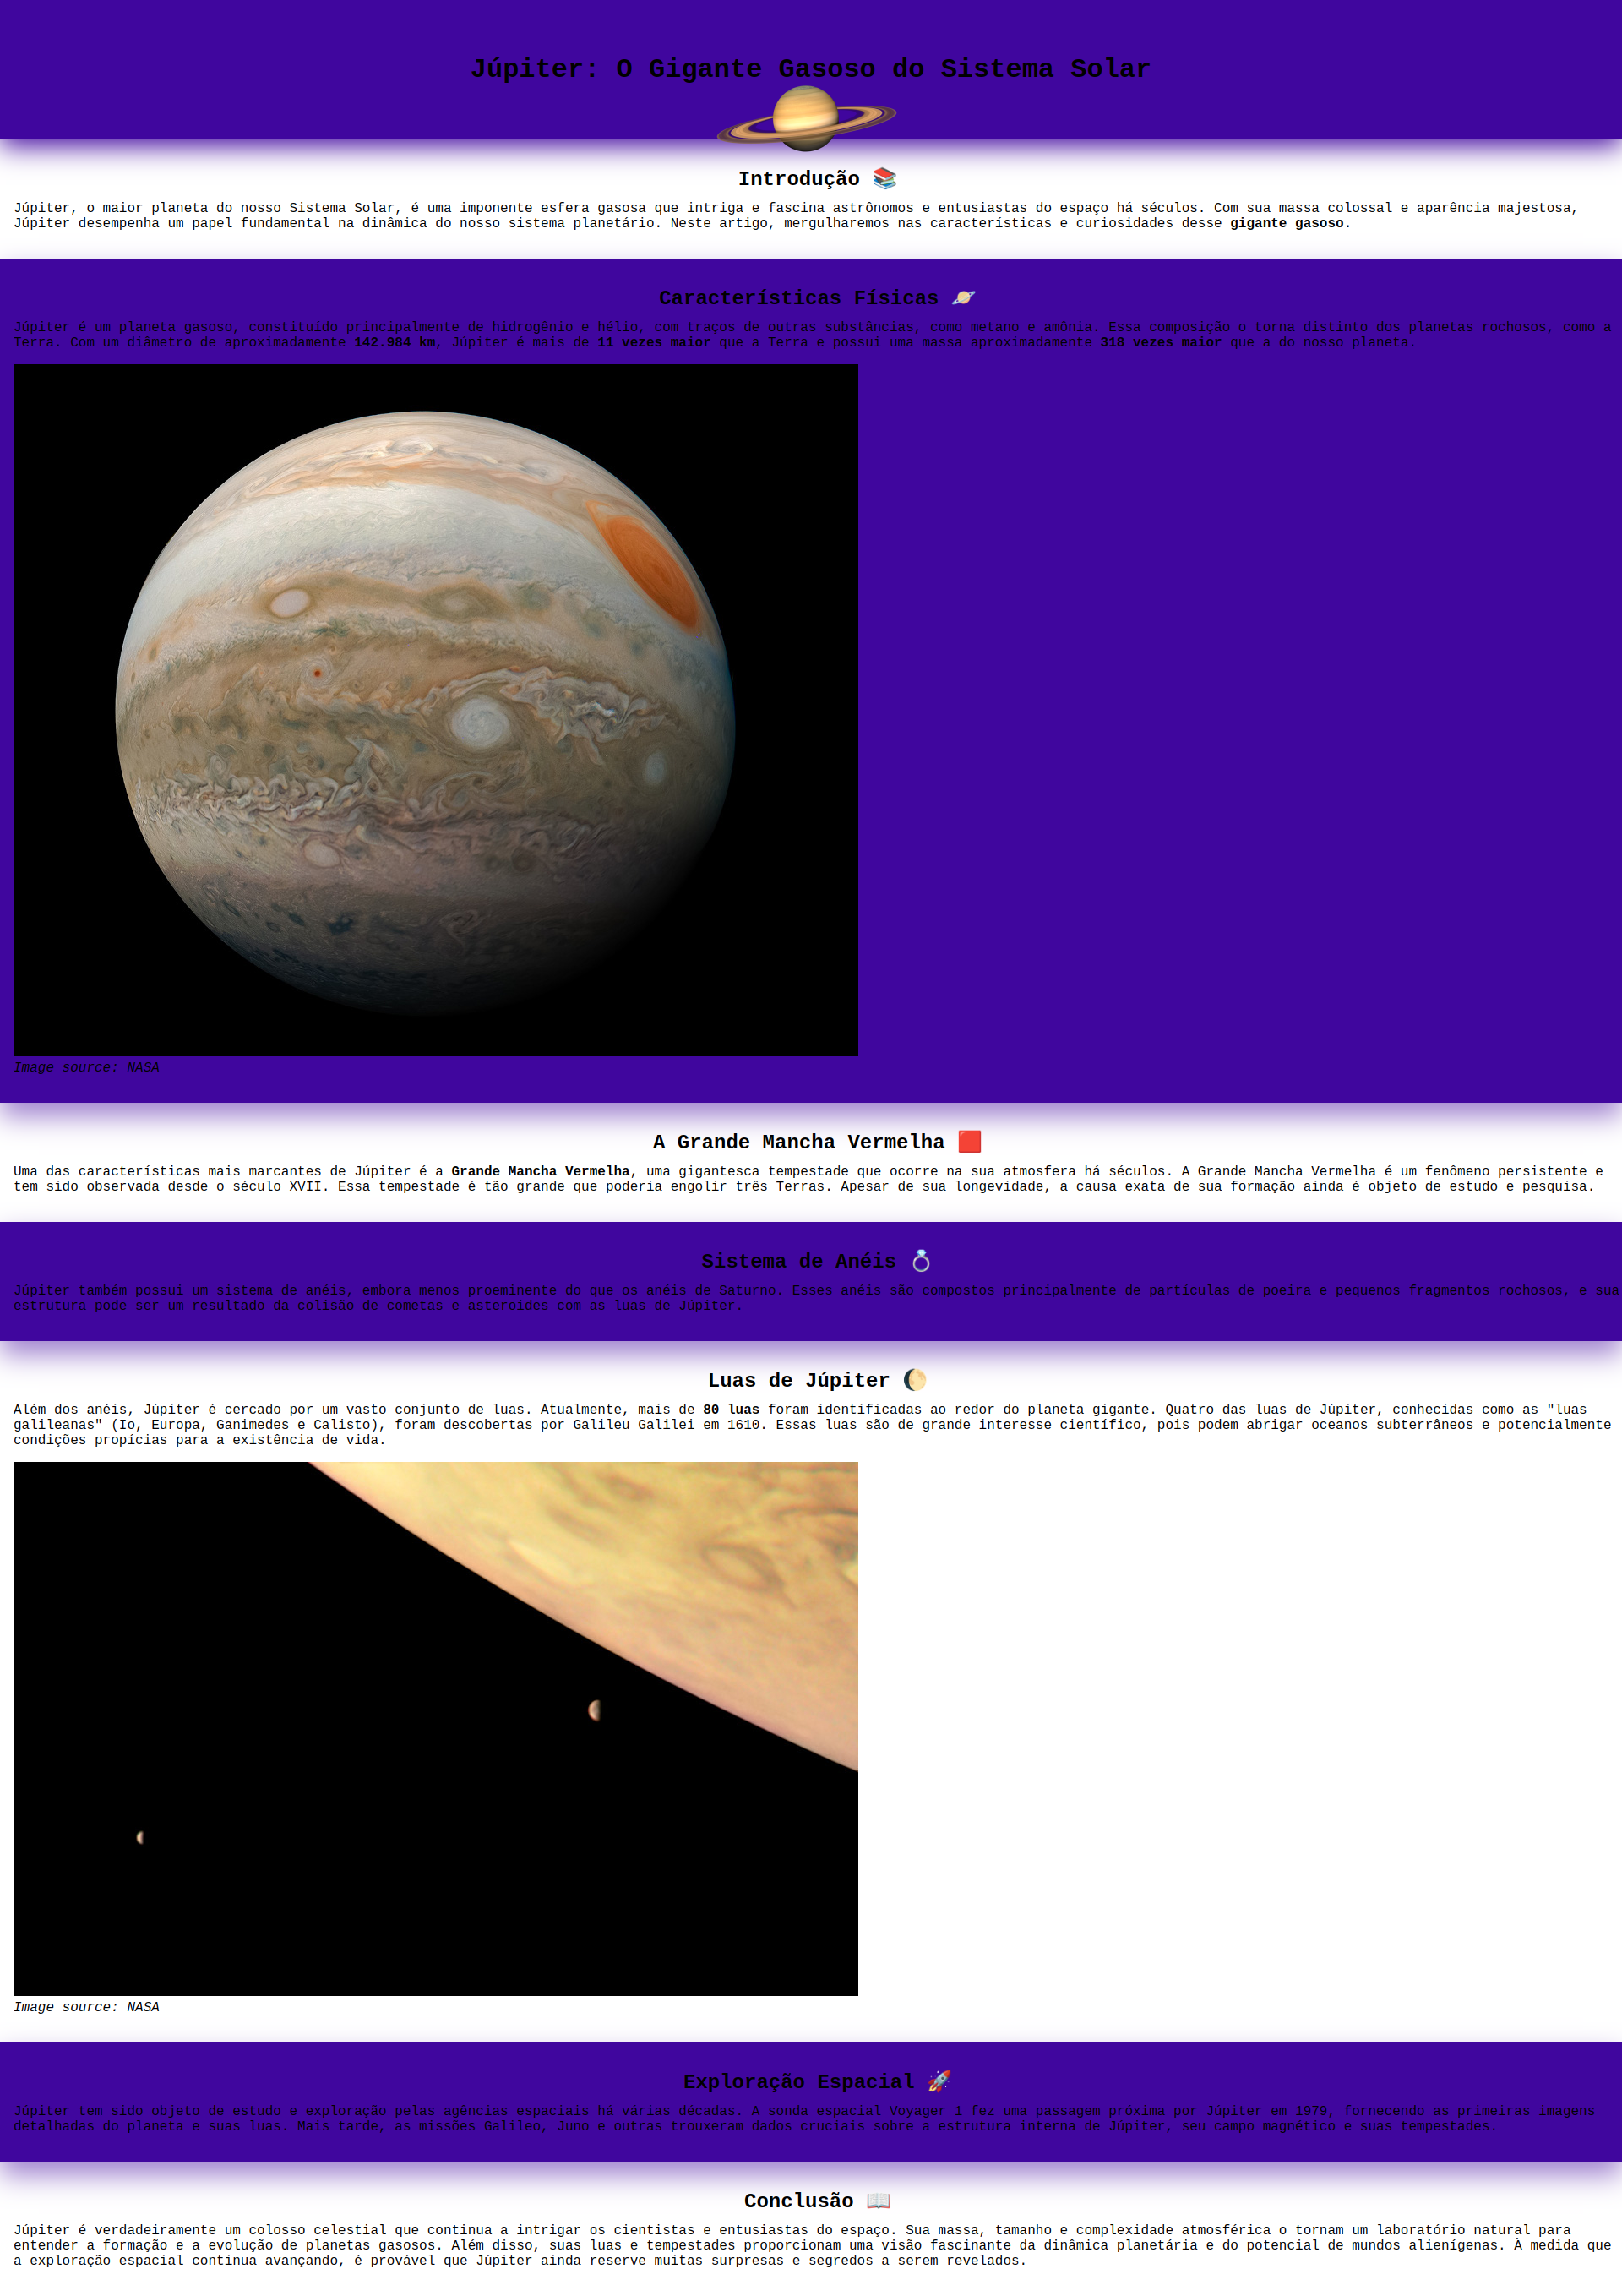 Júpiter: O Gigante Gasoso do Sistema Solar
Introdução 📚
Júpiter, o maior planeta do nosso Sistema Solar, é uma imponente esfera gasosa que intriga e fascina astrônomos e entusiastas do espaço há séculos. Com sua massa colossal e aparência majestosa,
Júpiter desempenha um papel fundamental na dinâmica do nosso sistema planetário. Neste artigo, mergulharemos nas características e curiosidades desse gigante gasoso.
Características Físicas 🪐
Júpiter é um planeta gasoso, constituído principalmente de hidrogênio e hélio, com traços de outras substâncias, como metano e amônia. Essa composição o torna distinto dos planetas rochosos, como a
Terra. Com um diâmetro de aproximadamente 142.984 km, Júpiter é mais de 11 vezes maior que a Terra e possui uma massa aproximadamente 318 vezes maior que a do nosso planeta.
Image source: NASA
A Grande Mancha Vermelha 🟥
Uma das características mais marcantes de Júpiter é a Grande Mancha Vermelha, uma gigantesca tempestade que ocorre na sua atmosfera há séculos. A Grande Mancha Vermelha é um fenômeno persistente e
tem sido observada desde o século XVII. Essa tempestade é tão grande que poderia engolir três Terras. Apesar de sua longevidade, a causa exata de sua formação ainda é objeto de estudo e pesquisa.
Sistema de Anéis 💍
Júpiter também possui um sistema de anéis, embora menos proeminente do que os anéis de Saturno. Esses anéis são compostos principalmente de partículas de poeira e pequenos fragmentos rochosos, e sua
estrutura pode ser um resultado da colisão de cometas e asteroides com as luas de Júpiter.
Luas de Júpiter 🌔
Além dos anéis, Júpiter é cercado por um vasto conjunto de luas. Atualmente, mais de 80 luas foram identificadas ao redor do planeta gigante. Quatro das luas de Júpiter, conhecidas como as "luas
galileanas" (Io, Europa, Ganimedes e Calisto), foram descobertas por Galileu Galilei em 1610. Essas luas são de grande interesse científico, pois podem abrigar oceanos subterrâneos e potencialmente
condições propícias para a existência de vida.
Image source: NASA
Exploração Espacial 🚀
Júpiter tem sido objeto de estudo e exploração pelas agências espaciais há várias décadas. A sonda espacial Voyager 1 fez uma passagem próxima por Júpiter em 1979, fornecendo as primeiras imagens
detalhadas do planeta e suas luas. Mais tarde, as missões Galileo, Juno e outras trouxeram dados cruciais sobre a estrutura interna de Júpiter, seu campo magnético e suas tempestades.
Conclusão 📖
Júpiter é verdadeiramente um colosso celestial que continua a intrigar os cientistas e entusiastas do espaço. Sua massa, tamanho e complexidade atmosférica o tornam um laboratório natural para
entender a formação e a evolução de planetas gasosos. Além disso, suas luas e tempestades proporcionam uma visão fascinante da dinâmica planetária e do potencial de mundos alienígenas. À medida que
a exploração espacial continua avançando, é provável que Júpiter ainda reserve muitas surpresas e segredos a serem revelados.